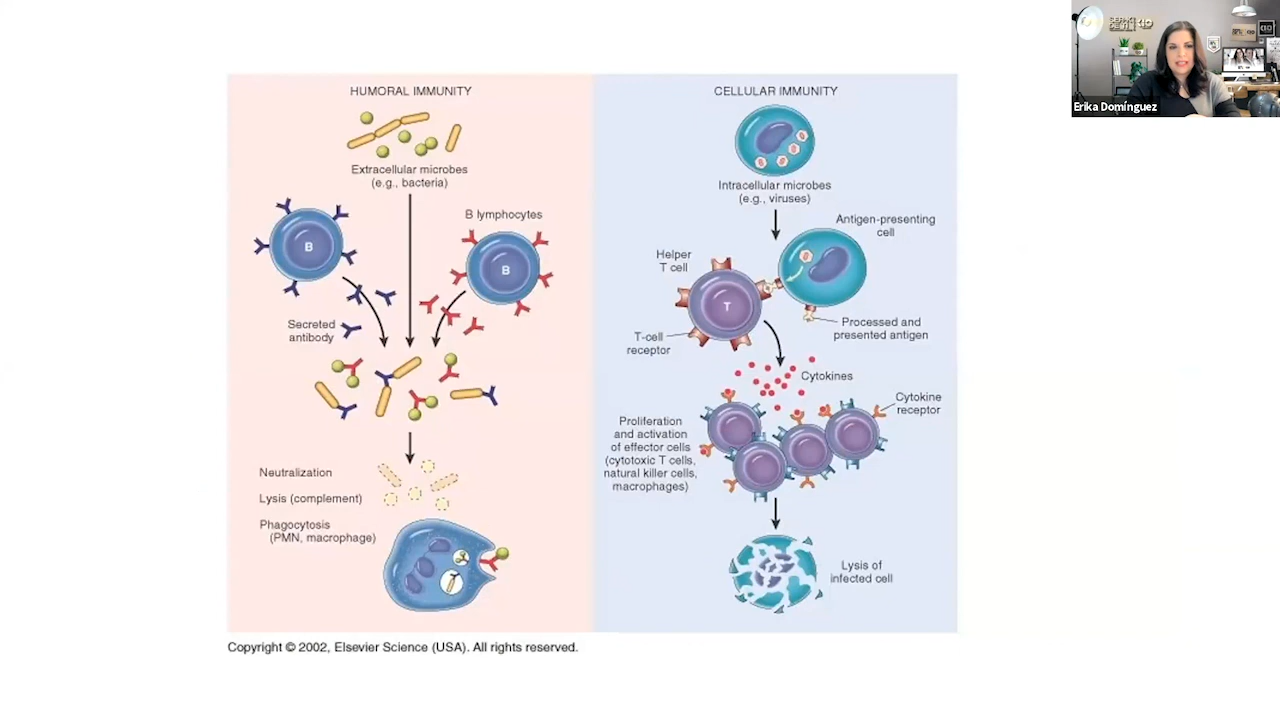 HUMORAL IMMUNITY
Extracellular microbes
(e.g., bacteria)
B lymphocytes
B
B
Secreted
antibody
Neutralization
Lysis (complement)
Phagocytosis
(PMN, macrophage)
CELLULAR IMMUNITY
Intracellular microbes
(e.g., viruses)
Antigen-presenting
cell
Helper
T cell
T
T-cell
receptor
Processed and
presented antigen
Cytokines
Cytokine
receptor
Proliferation
and activation
of effector cells
(cytotoxic T cells,
natural killer cells,
macrophages)
Lysis of
infected cell
Copyright © 2002, Elsevier Science (USA). All rights reserved.
Erika Domínguez